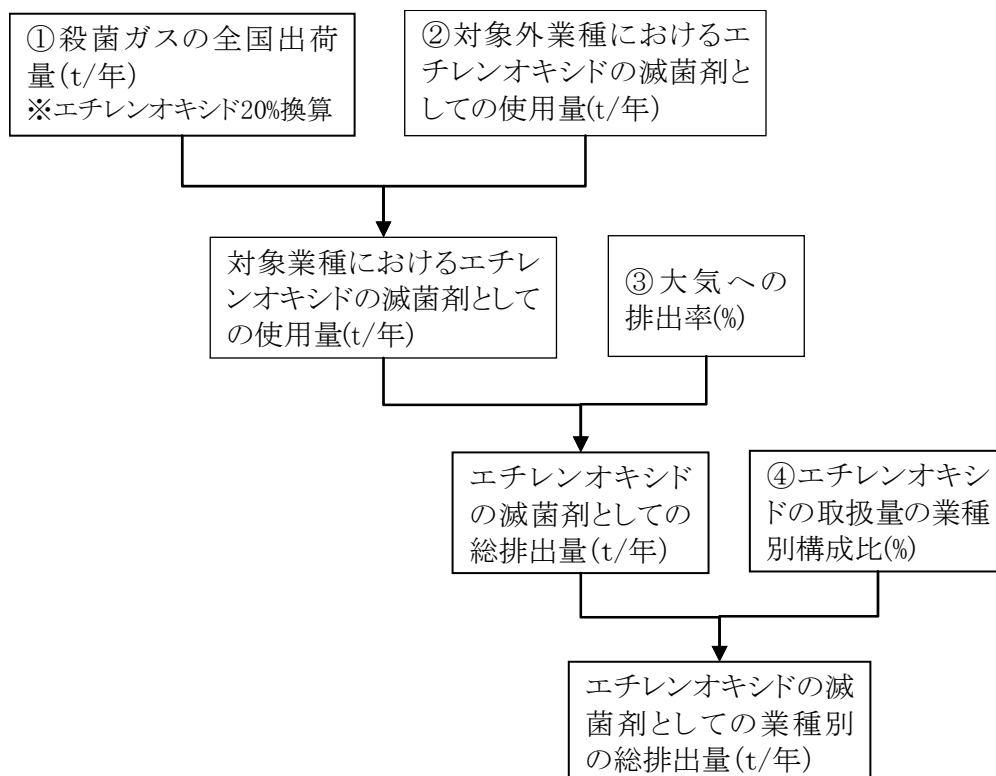 ①殺菌ガスの全国出荷
量(t/年)
※エチレンオキシド20%換算
②対象外業種におけるエ
チレンオキシドの滅菌剤と
しての使用量(t/年)
対象業種におけるエチレ
ンオキシドの滅菌剤として
の使用量(t/年)
③大気への
排出率(%)
エチレンオキシド
の滅菌剤としての
総排出量(t/年)
④エチレンオキシ
ドの取扱量の業種
別構成比(%)
エチレンオキシドの滅
菌剤としての業種別
の総排出量(t/年)